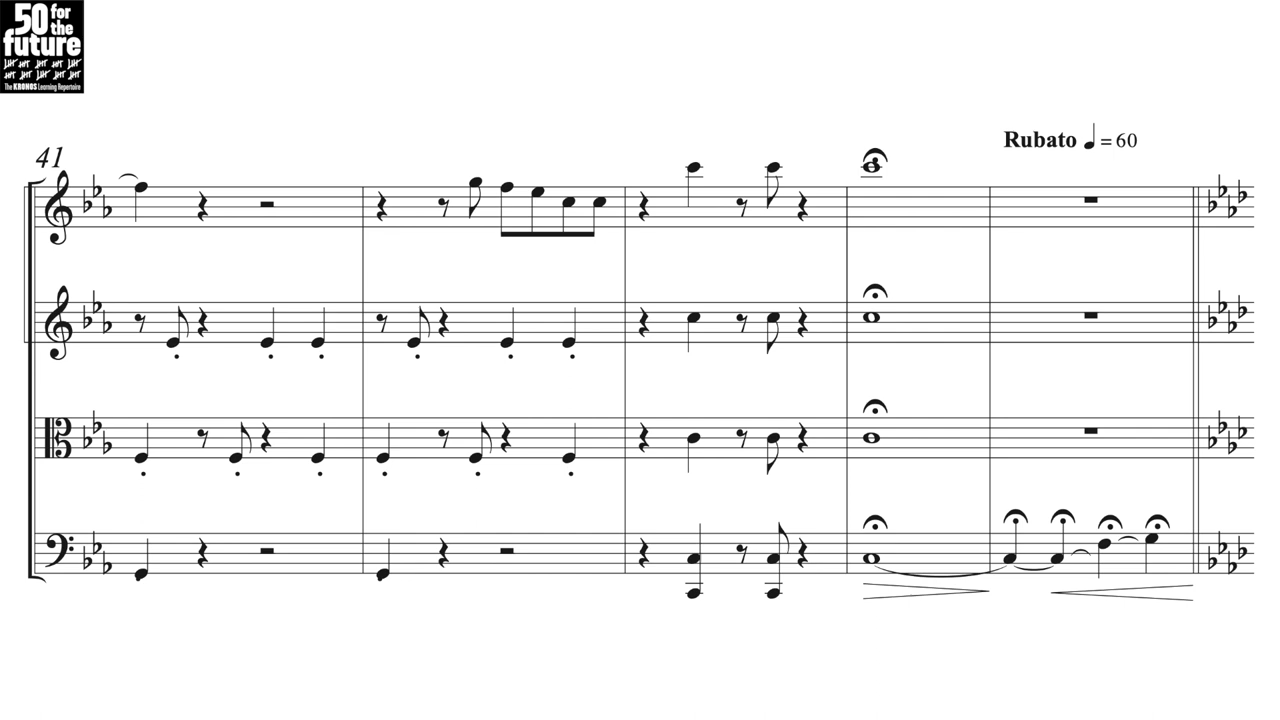 50 for
the
future
The KRONOS Learning Repertoire
Rubato = 60
41